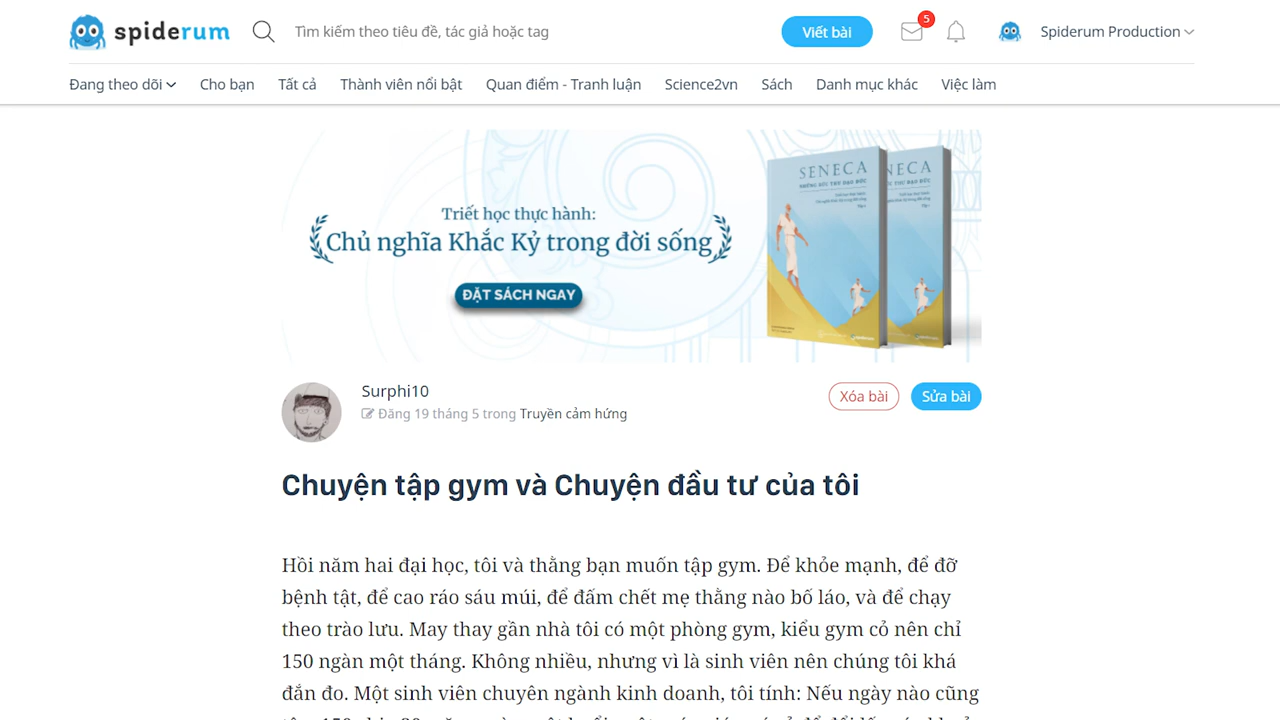 spiderum
Tìm kiếm theo tiêu đề, tác giả hoặc tag
Viết bài
5
Spiderum Production
Đang theo dõi
Cho bạn
Tất cả
Thành viên nổi bật
Quan điểm - Tranh luận
Science2vn
Sách
Danh mục khác
Việc làm
Triết học thực hành:
Chủ nghĩa Khắc Kỷ trong đời sống
ĐẶT SÁCH NGAY
SENECA
NHỮNG BỨC THƯ ĐẠO ĐỨC
Surphi10
Đăng 19 tháng 5 trong Truyền cảm hứng
Xóa bài
Sửa bài
Chuyện tập gym và Chuyện đầu tư của tôi
Hồi năm hai đại học, tôi và thằng bạn muốn tập gym. Để khỏe mạnh, để đỡ
bệnh tật, để cao ráo sáu múi, để đấm chết mẹ thằng nào bố láo, và để chạy
theo trào lưu. May thay gần nhà tôi có một phòng gym, kiểu gym cỏ nên chỉ
150 ngàn một tháng. Không nhiều, nhưng vì là sinh viên nên chúng tôi khá
đắn đo. Một sinh viên chuyên ngành kinh doanh, tôi tính: Nếu ngày nào cũng